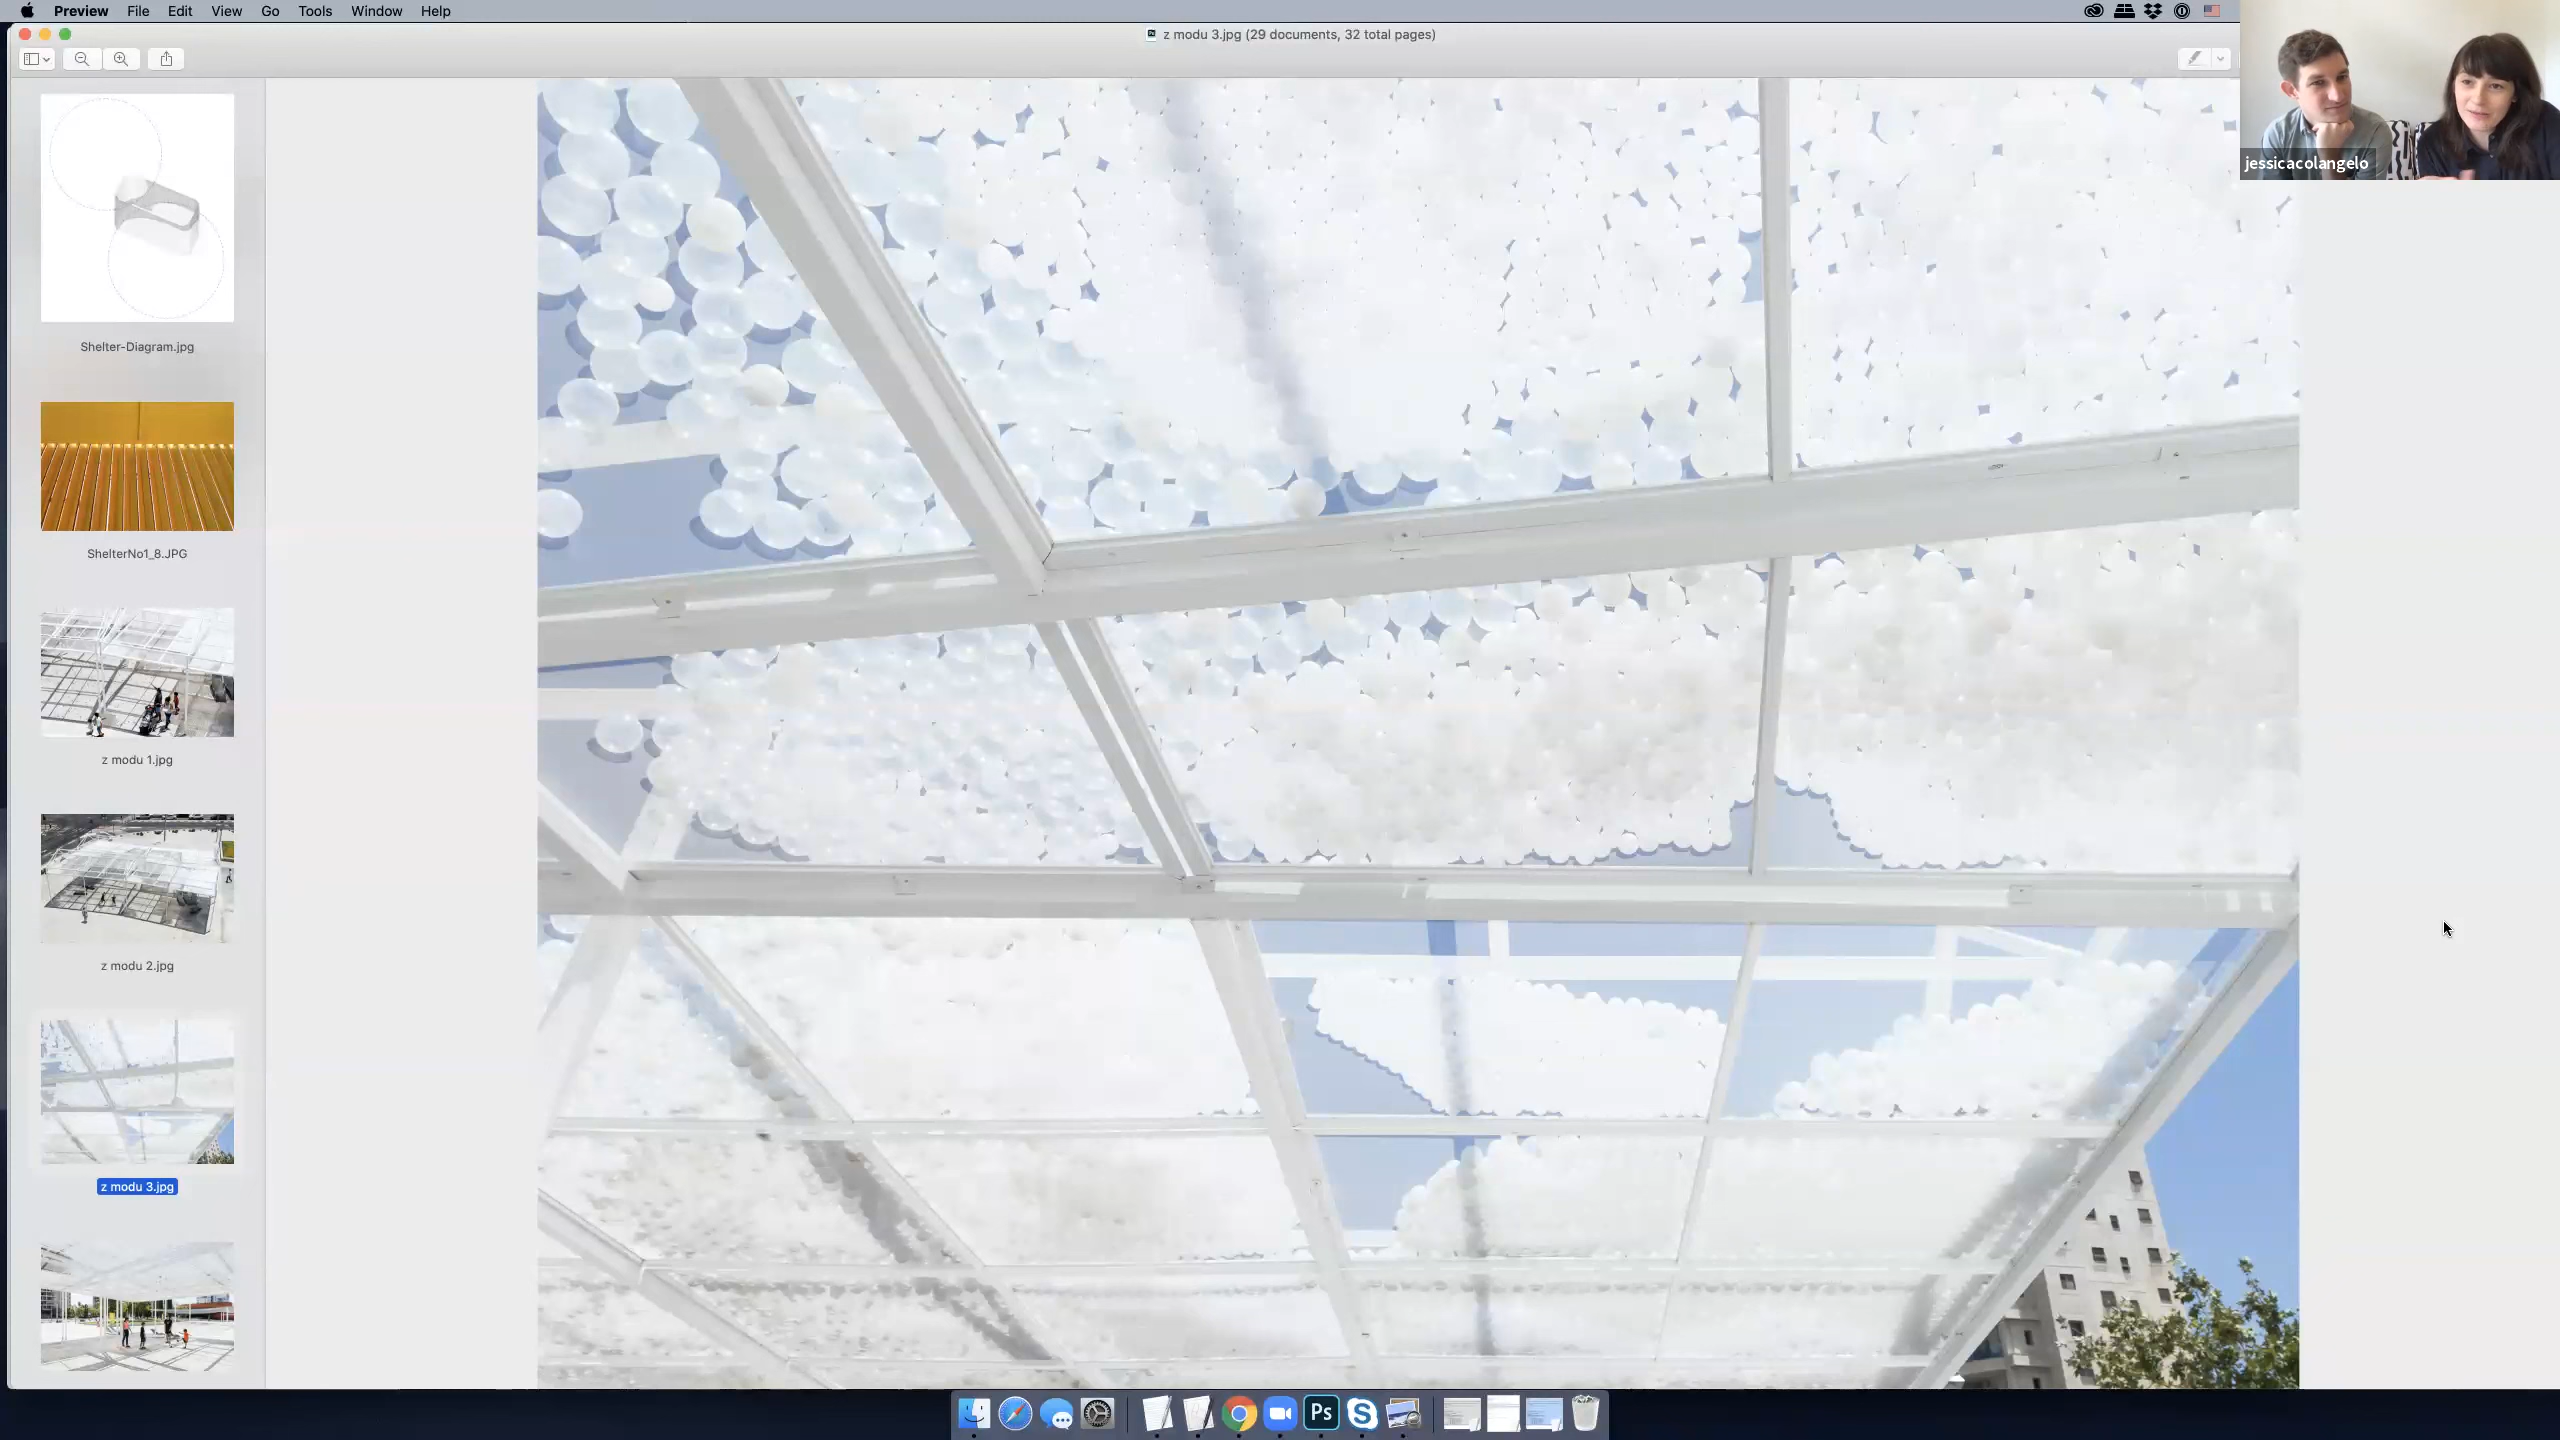 Preview File Edit View Go Tools Window Help
z modu 3.jpg (29 documents, 32 total pages)
jessicacolangelo
Shelter-Diagram.jpg
ShelterNo1_8.JPG
z modu 1.jpg
z modu 2.jpg
z modu 3.jpg
Ps